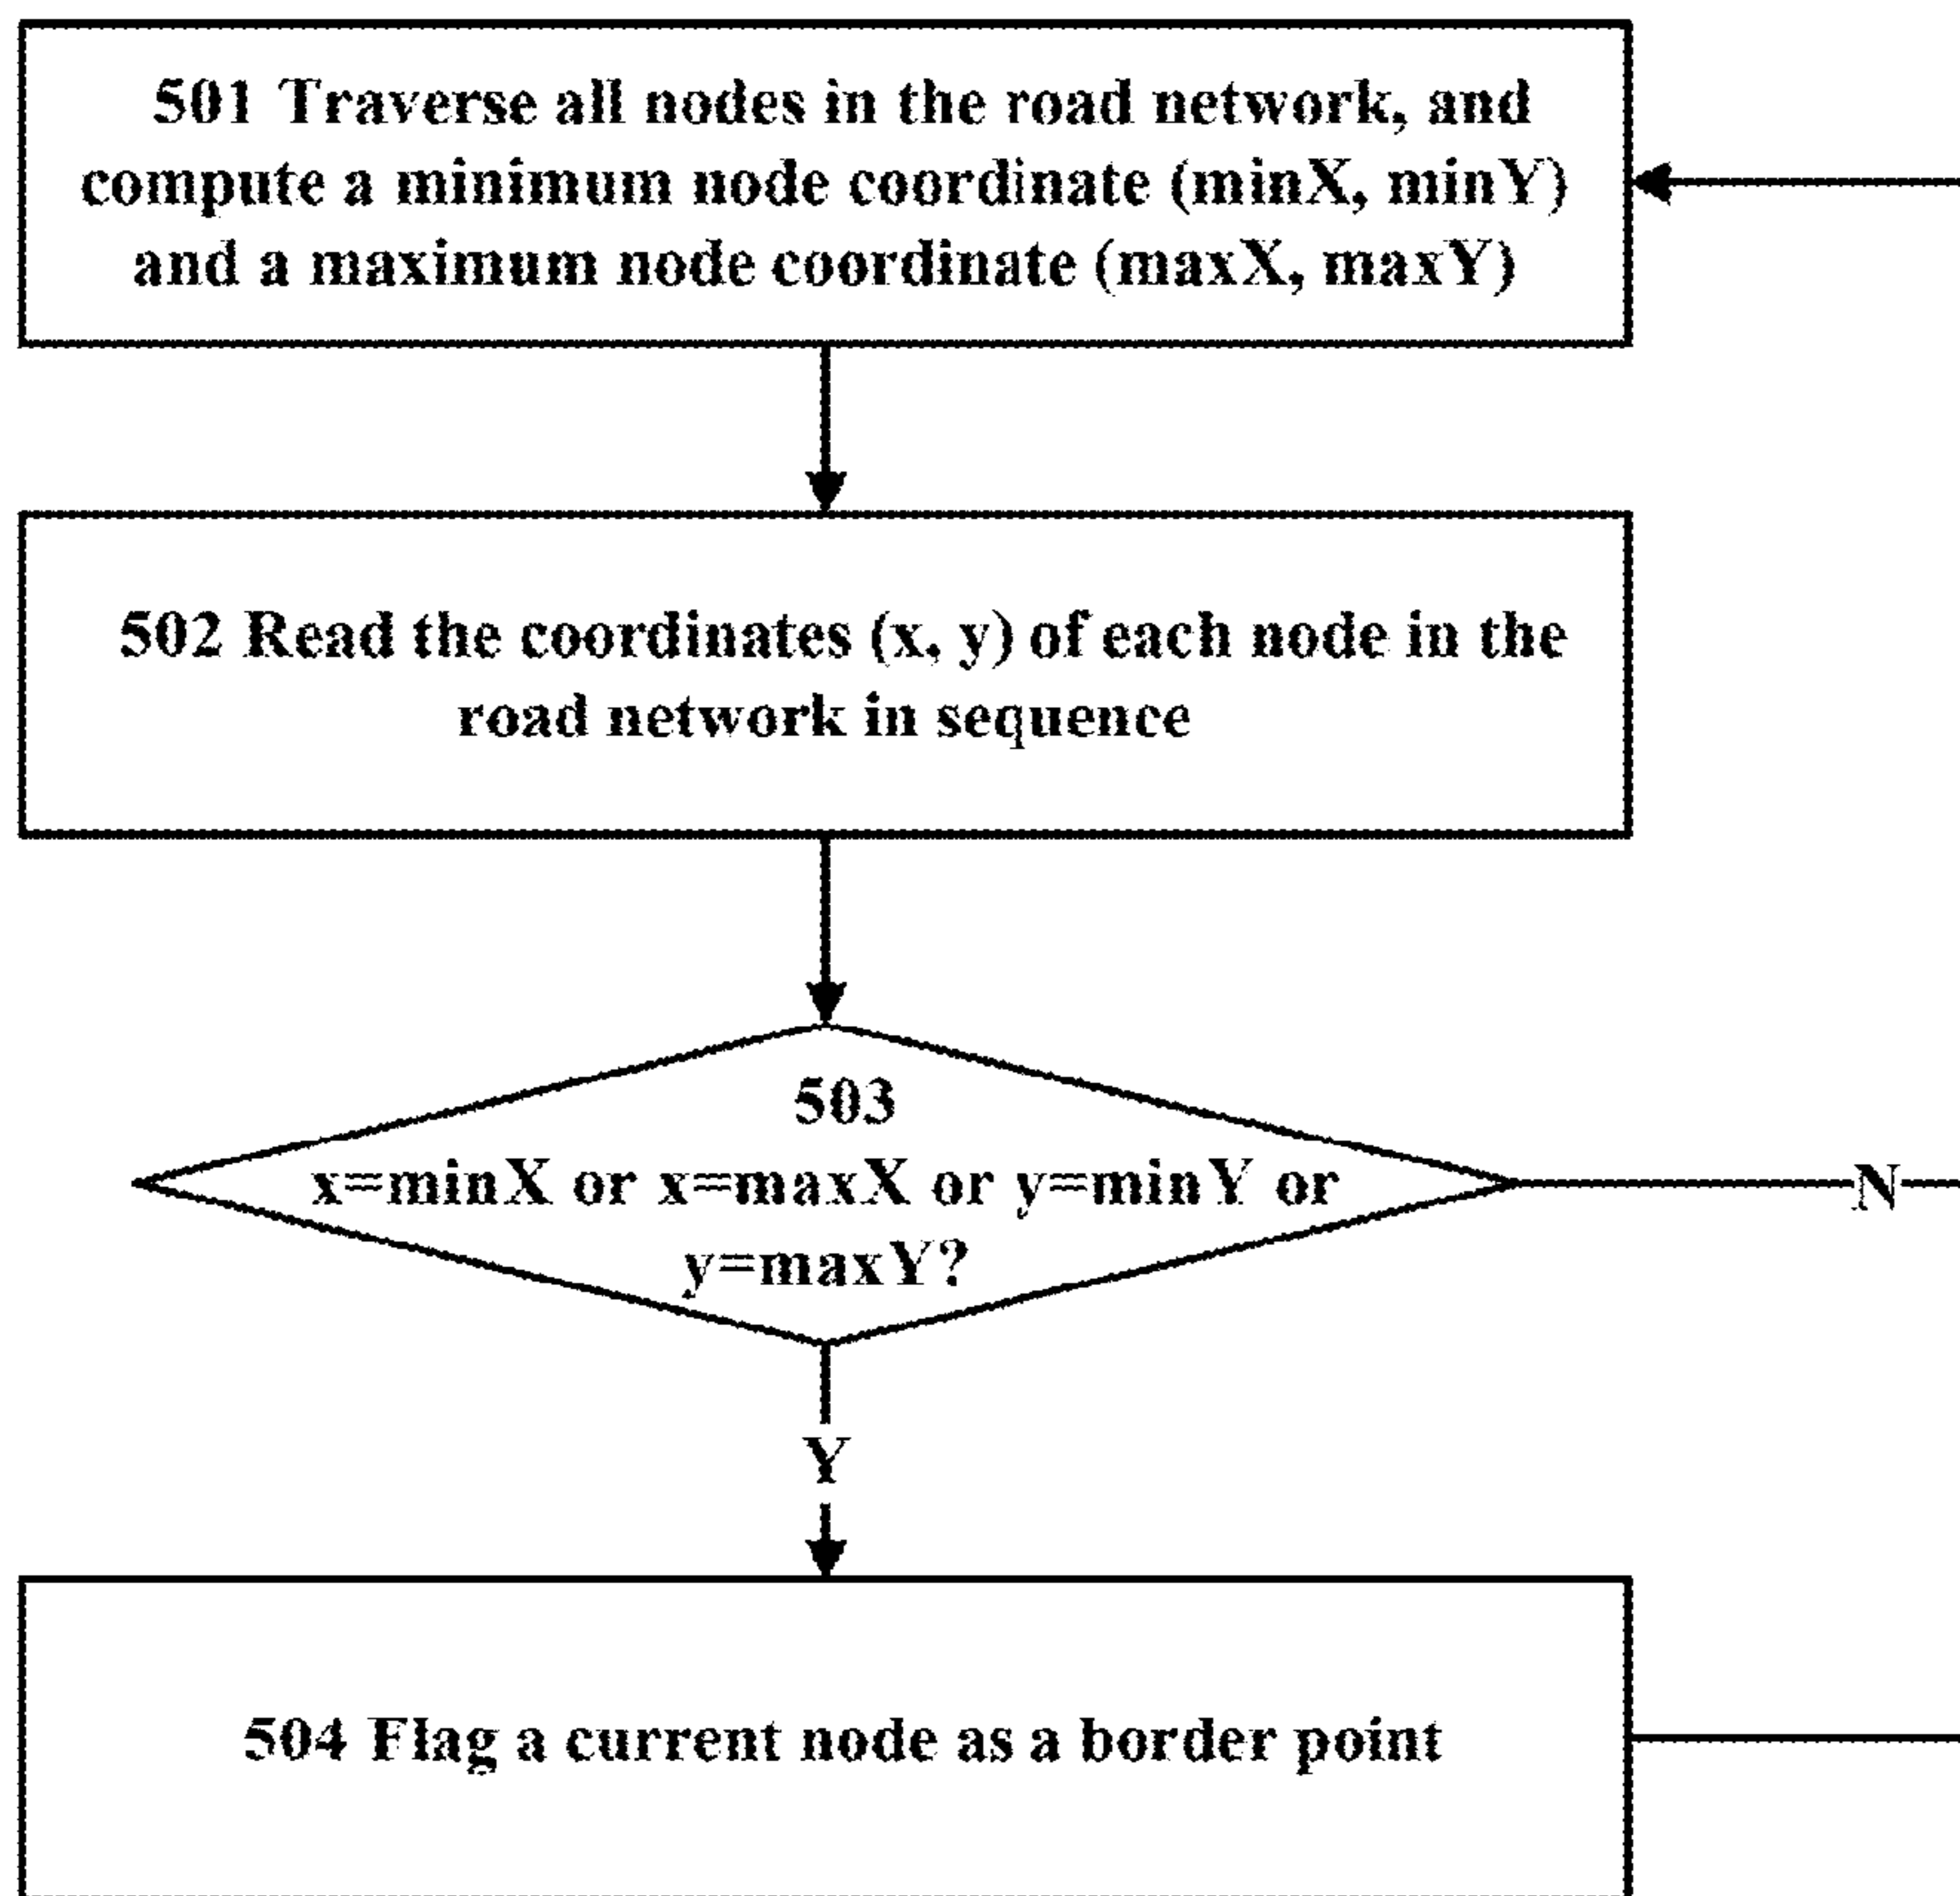 501 Traverse all nodes in the road network, and
compute a minimum node coordinate (minX, minY)
and a maximum node coordinate (maxX, maxY)
502 Read the coordinates (x, y) of each node in the
road network in sequence
503
x=minX or x=maxX or y=minY or
y=maxY?
N
Y
504 Flag a current node as a border point